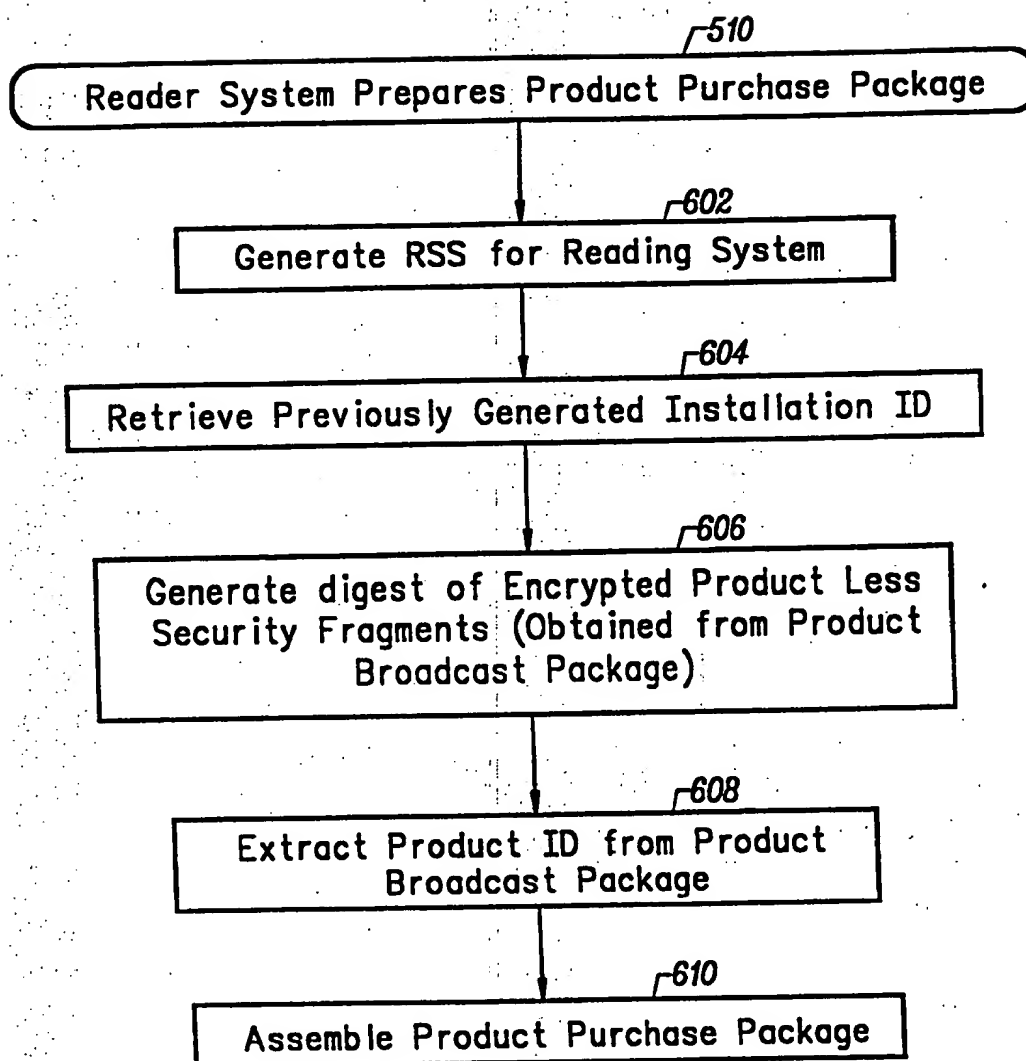 510
Reader System Prepares Product Purchase Package
602
Generate RSS for Reading System
604
Retrieve Previously Generated Installation ID
606
Generate digest of Encrypted Product Less
Security Fragments (Obtained from Product
Broadcast Package)
608
Extract Product ID from Product
Broadcast Package
610
Assemble Product Purchase Package